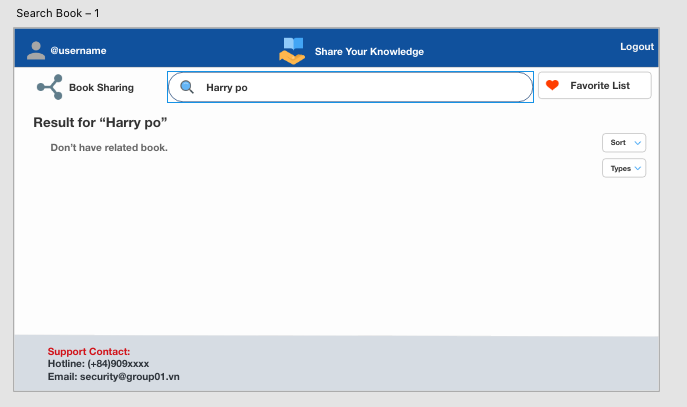 Search Book – 1
@username
Share Your Knowledge
Logout
Book Sharing
Harry po
Favorite List
Result for “Harry po”
Don’t have related book.
Sort
Types
Support Contact:
Hotline: (+84)909xxxx
Email: security@group01.vn